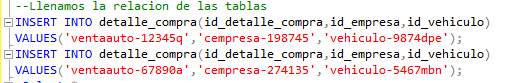 --Llenamos la relacion de las tablas
INSERT INTO detalle_compra(id_detalle_compra,id_empresa,id_vehiculo)
VALUES('ventaauto-12345q','cempresa-198745','vehiculo-9874dpe');
INSERT INTO detalle_compra(id_detalle_compra,id_empresa,id_vehiculo)
VALUES('ventaauto-67890a','cempresa-274135','vehiculo-5467mbn');